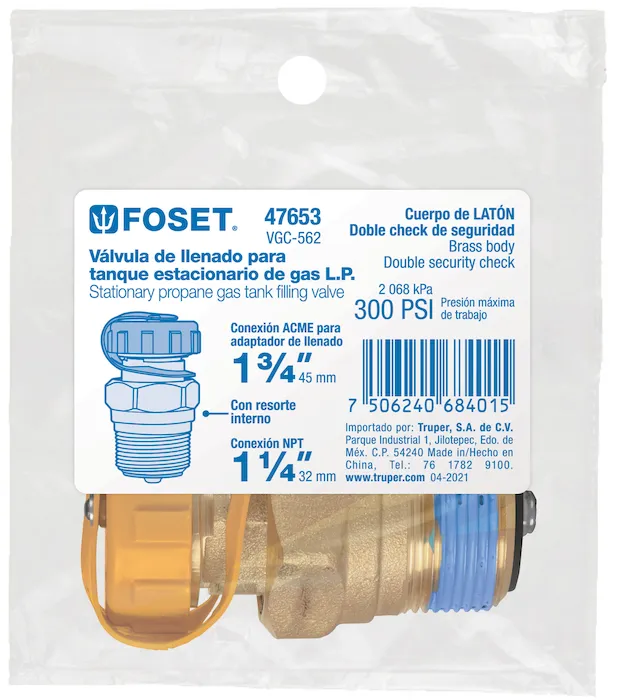 FOSET®
47653
VGC-562
Válvula de llenado para
tanque estacionario de gas L.P.
Stationary propane gas tank filling valve
Cuerpo de LATÓN
Doble check de seguridad
Brass body
Double security check
2 068 kPa
300 PSI
Presión máxima
de trabajo
Conexión ACME para
adaptador de llenado
1 3/4” 45 mm
Con resorte
interno
Conexión NPT
1 1/4” 32 mm
7 506240 684015
Importado por: Truper, S.A. de C.V.
Parque Industrial 1, Jilotepec, Edo. de
Méx. C.P. 54240 Made in/Hecho en
China, Tel.: 76 1782 9100.
www.truper.com 04-2021